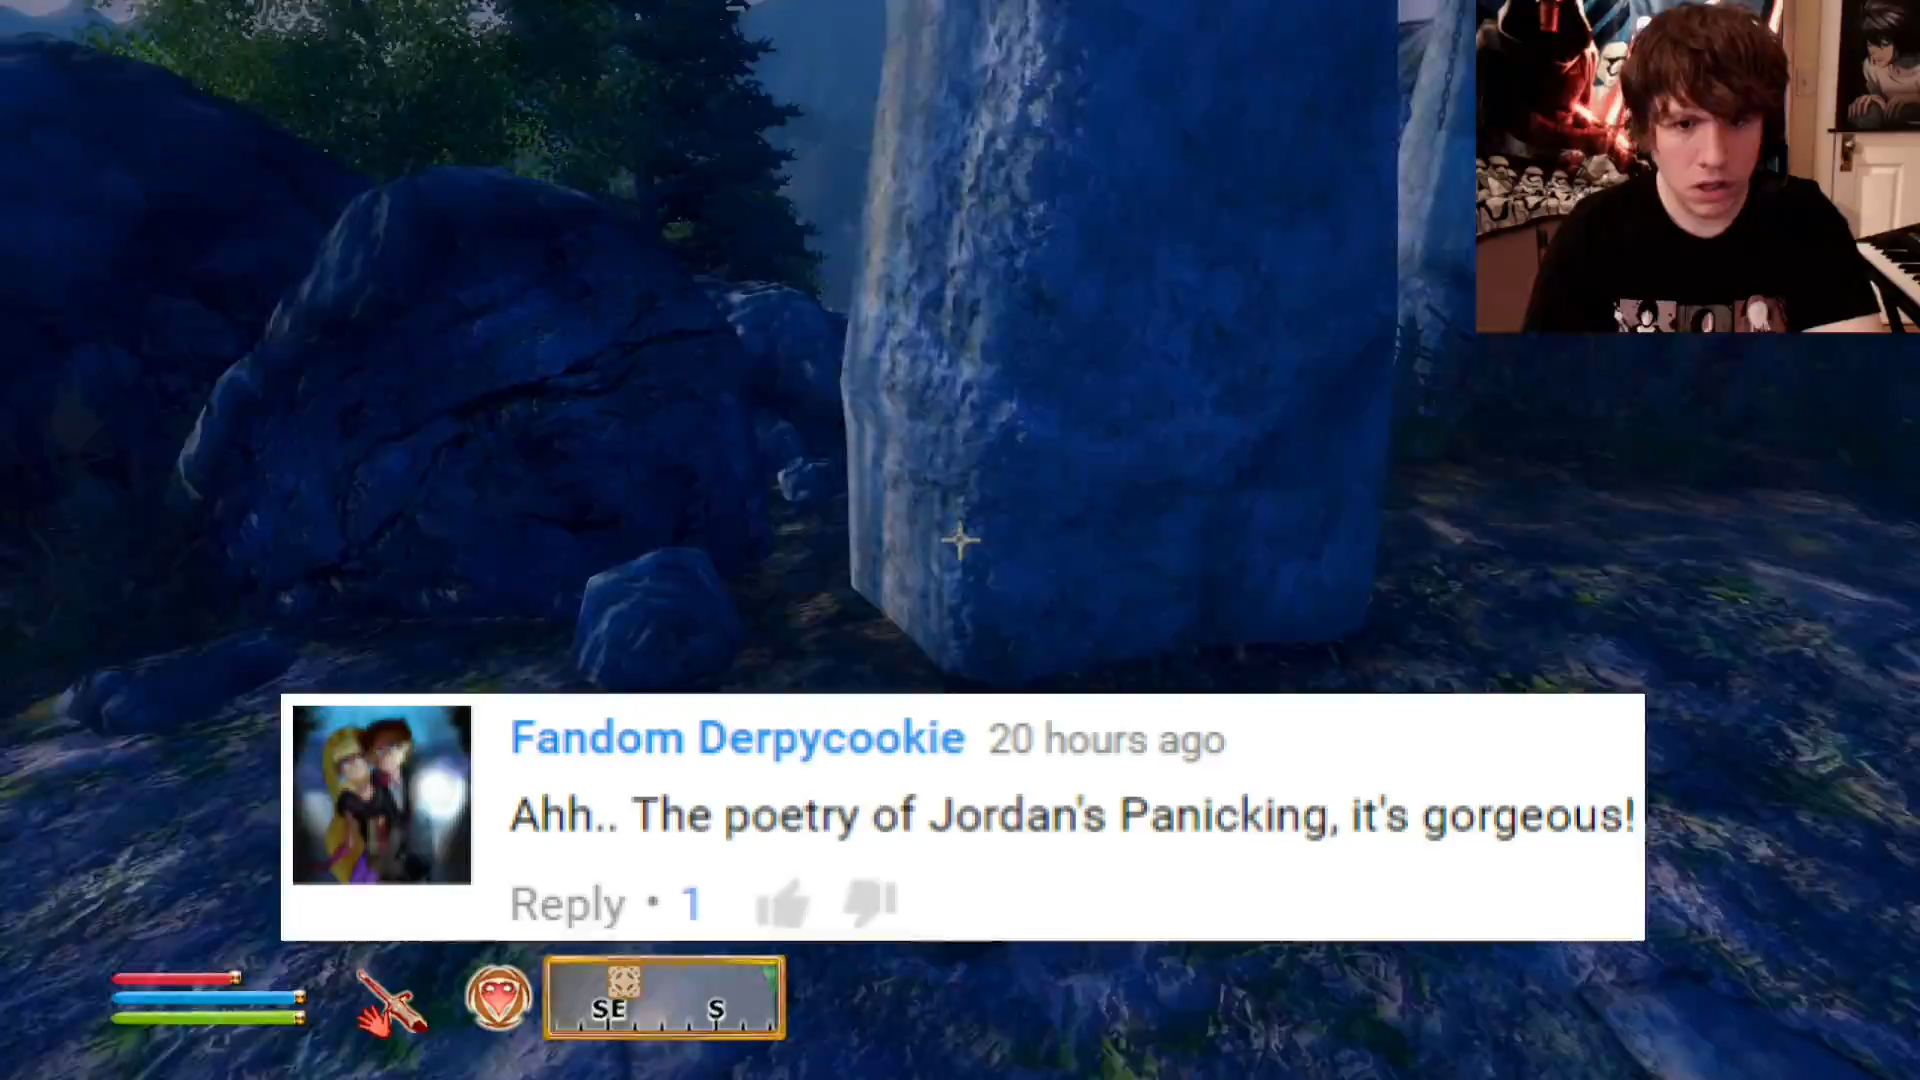 Fandom Derpycookie 20 hours ago
Ahh.. The poetry of Jordan's Panicking, it's gorgeous!
Reply • 1
SE S